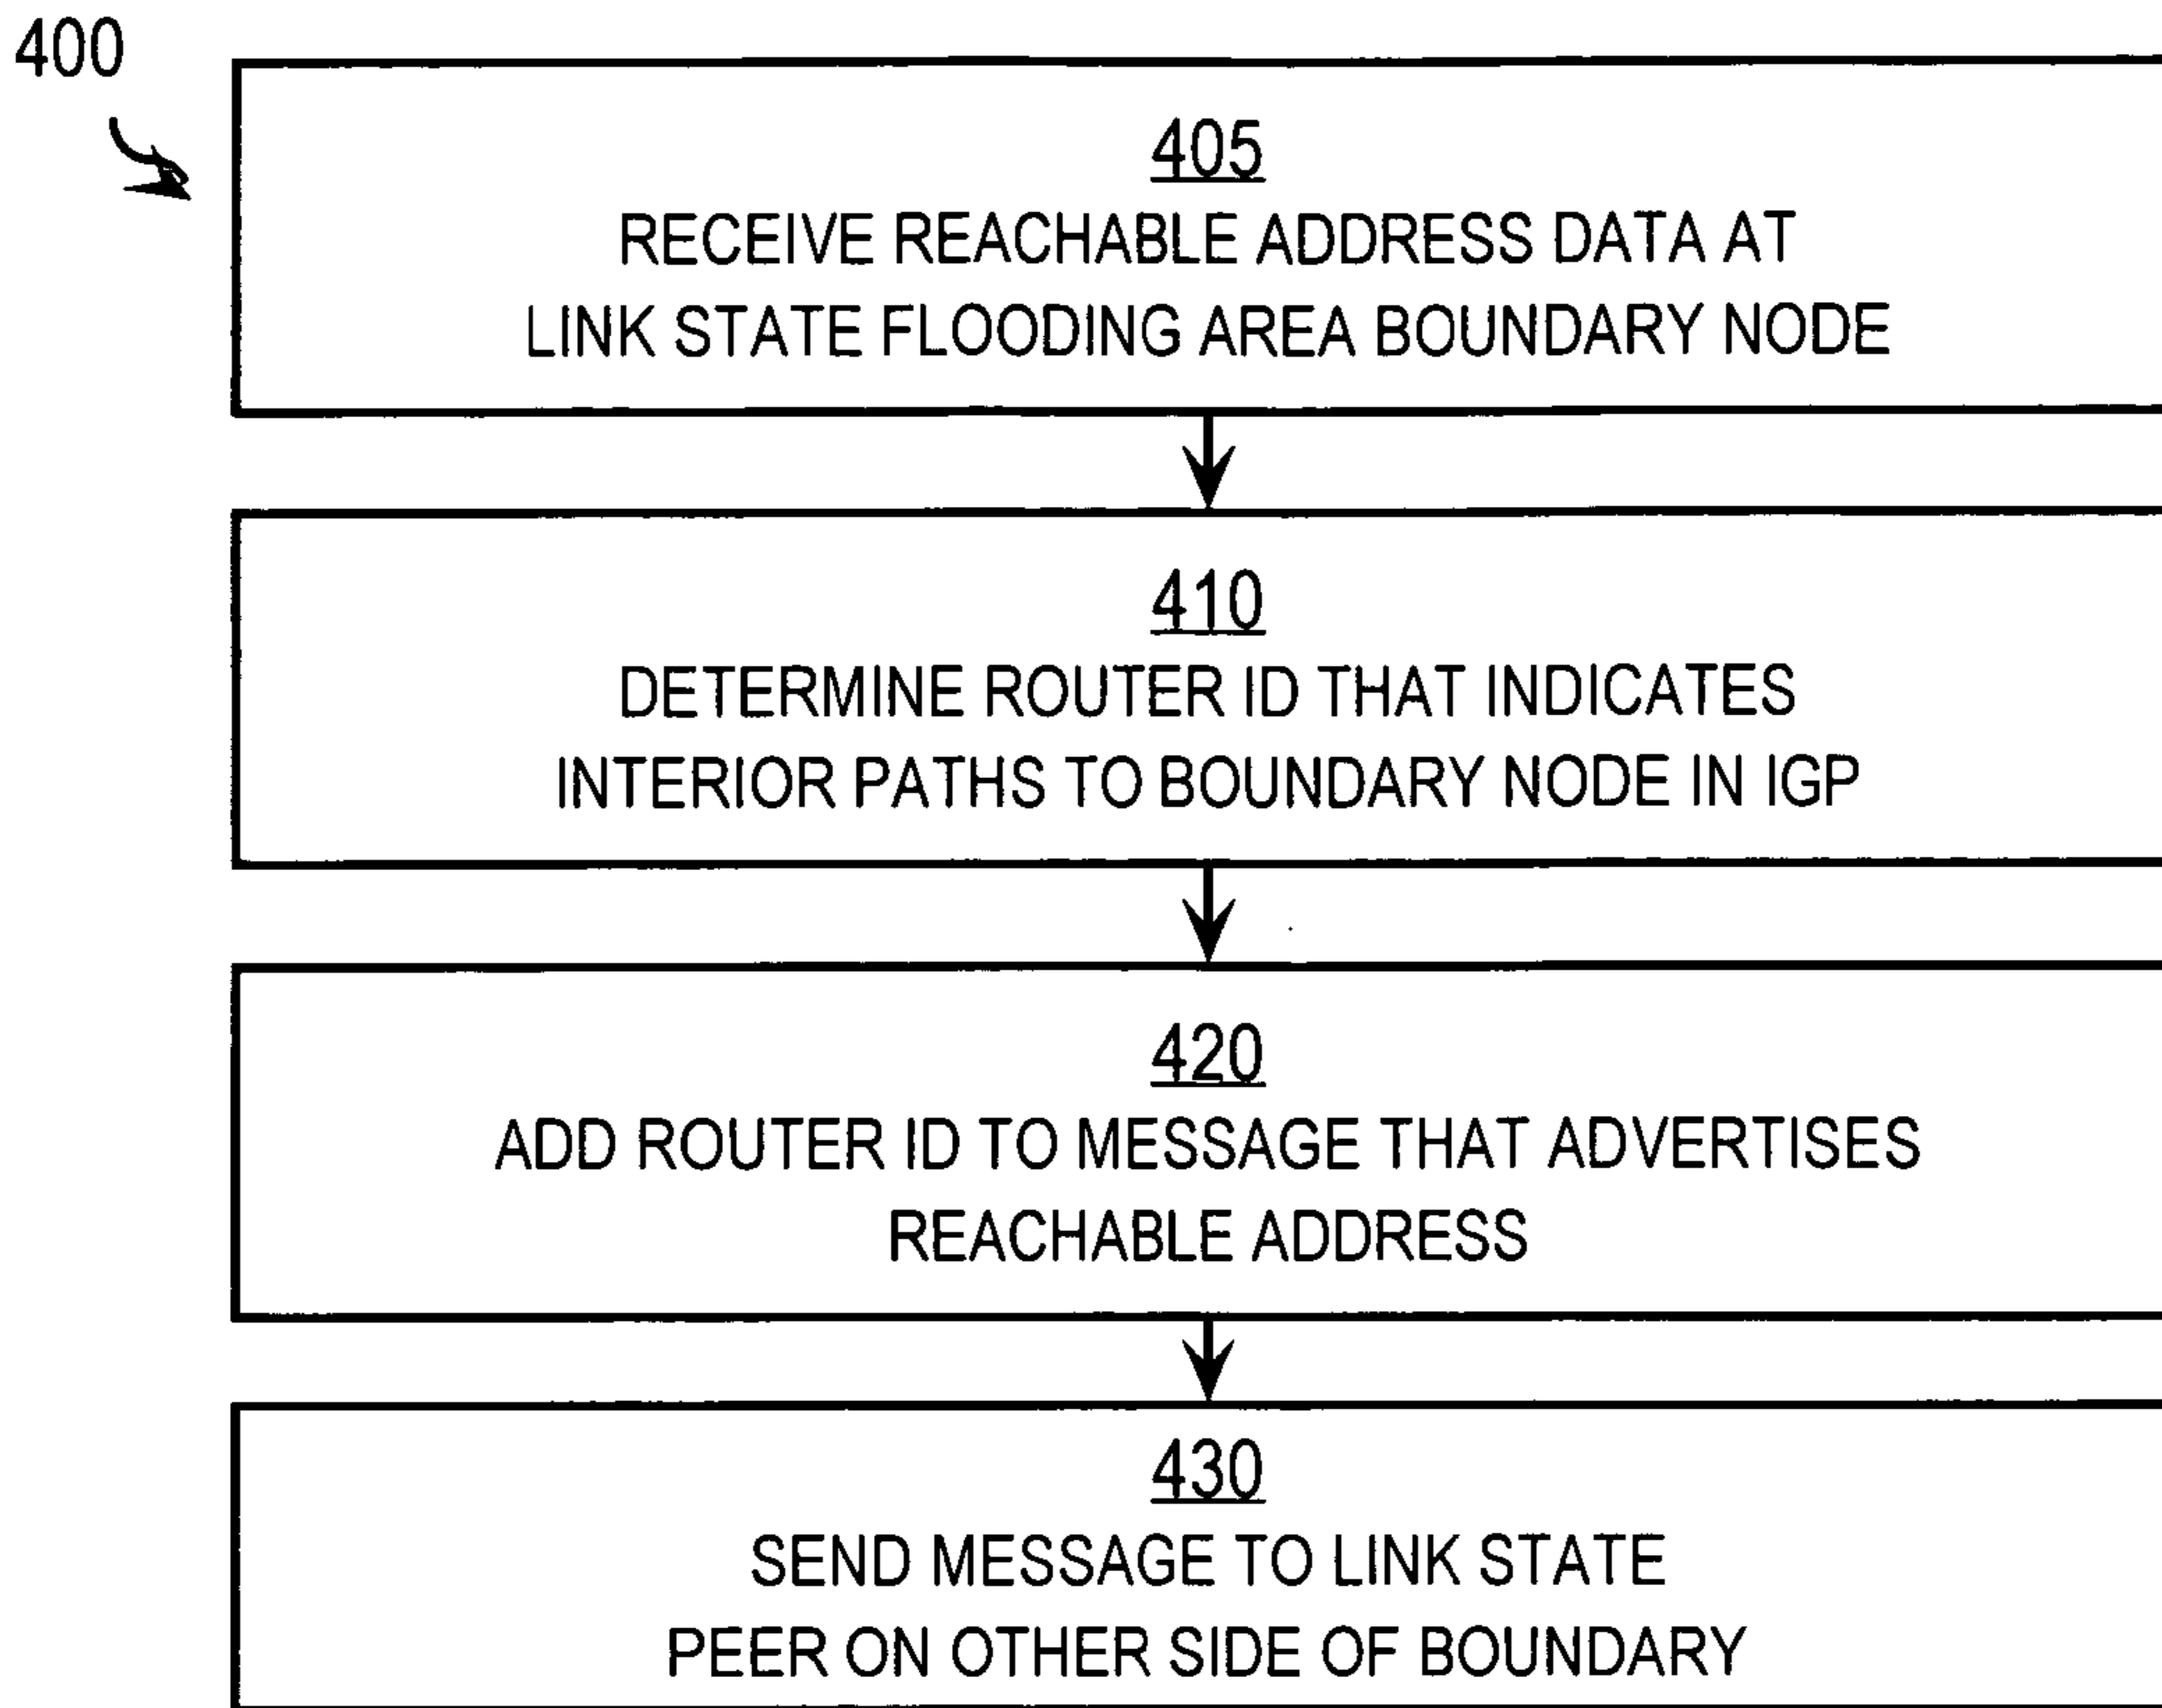 400
405
RECEIVE REACHABLE ADDRESS DATA AT
LINK STATE FLOODING AREA BOUNDARY NODE
410
DETERMINE ROUTER ID THAT INDICATES
INTERIOR PATHS TO BOUNDARY NODE IN IGP
420
ADD ROUTER ID TO MESSAGE THAT ADVERTISES
REACHABLE ADDRESS
430
SEND MESSAGE TO LINK STATE
PEER ON OTHER SIDE OF BOUNDARY